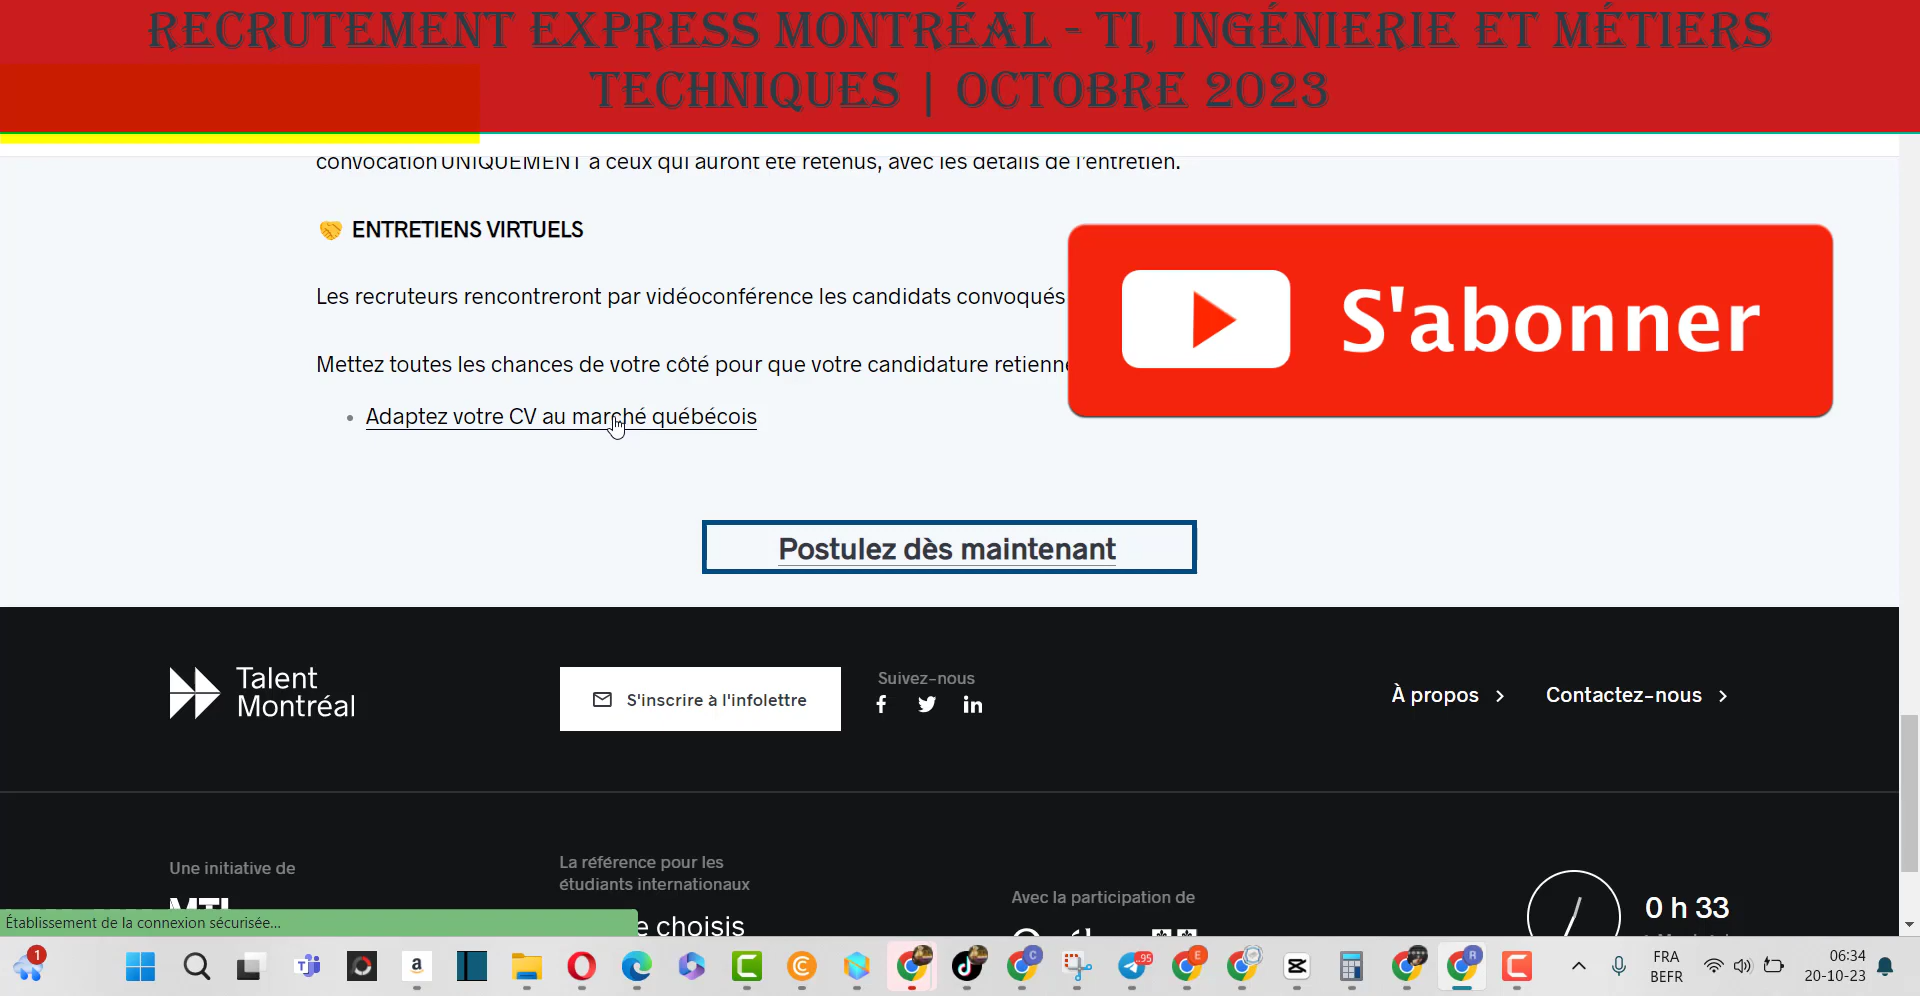 RECRUTEMENT EXPRESS MONTRÉAL - TI, INGÉNIERIE ET MÉTIERS
TECHNIQUES | OCTOBRE 2023
convocation UNIQUEMENT à ceux qui auront été retenus, avec les détails de l'entretien.
ENTRETIENS VIRTUELS
Les recruteurs rencontreront par vidéoconférence les candidats convoqués
S'abonner
Mettez toutes les chances de votre côté pour que votre candidature retienne
Adaptez votre CV au marché québécois
Postulez dès maintenant
Talent
Montréal
S'inscrire à l'infolettre
Suivez-nous
À propos
Contactez-nous
Une initiative de
MTL
La référence pour les
étudiants internationaux
e choisis
Avec la participation de
0 h 33
Établissement de la connexion sécurisée...
1
95
FRA
BEFR
06:34
20-10-23